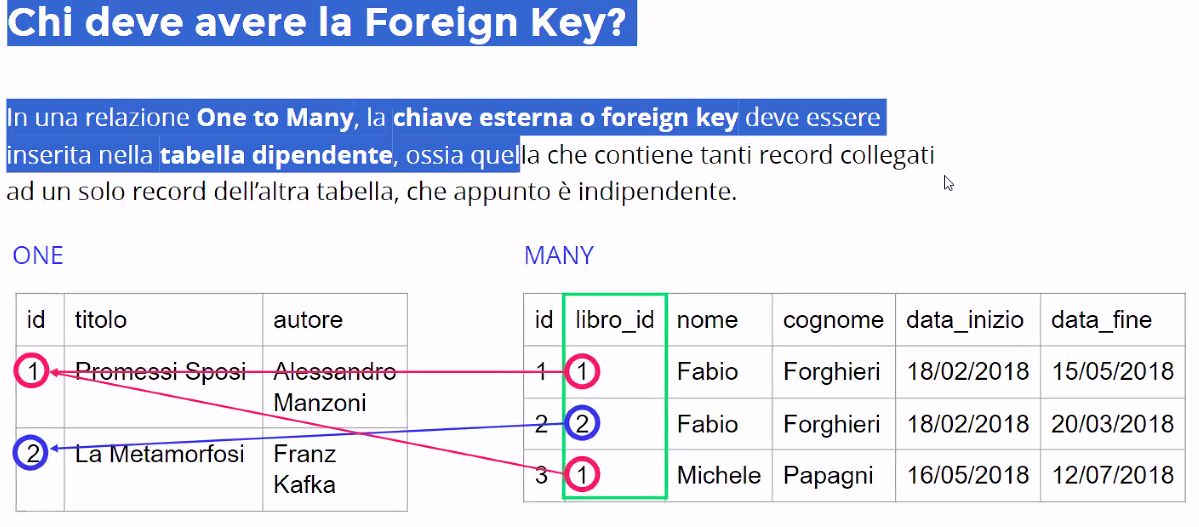 Chi deve avere la Foreign Key?
In una relazione One to Many, la chiave esterna o foreign key deve essere
inserita nella tabella dipendente, ossia quella che contiene tanti record collegati
ad un solo record dell’altra tabella, che appunto è indipendente.
ONE
id titolo autore
1 Promessi Sposi Alessandro
Manzoni
2 La Metamorfosi Franz
Kafka
MANY
id libro_id nome cognome data_inizio data_fine
1 1 Fabio Forghieri 18/02/2018 15/05/2018
2 2 Fabio Forghieri 18/02/2018 20/03/2018
3 1 Michele Papagni 16/05/2018 12/07/2018